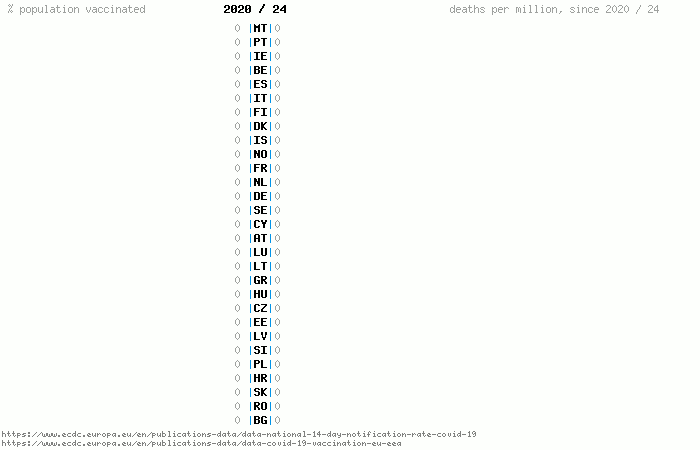 % population vaccinated 2020 / 24 deaths per million, since 2020 / 24
0 |MT|0
0 |PT|0
0 |IE|0
0 |BE|0
0 |ES|0
0 |IT|0
0 |FI|0
0 |DK|0
0 |IS|0
0 |NO|0
0 |FR|0
0 |NL|0
0 |DE|0
0 |SE|0
0 |CY|0
0 |AT|0
0 |LU|0
0 |LT|0
0 |GR|0
0 |HU|0
0 |CZ|0
0 |EE|0
0 |LV|0
0 |SI|0
0 |PL|0
0 |HR|0
0 |SK|0
0 |RO|0
0 |BG|0
https://www.ecdc.europa.eu/en/publications-data/data-national-14-day-notification-rate-covid-19
https://www.ecdc.europa.eu/en/publications-data/data-covid-19-vaccination-eu-eea